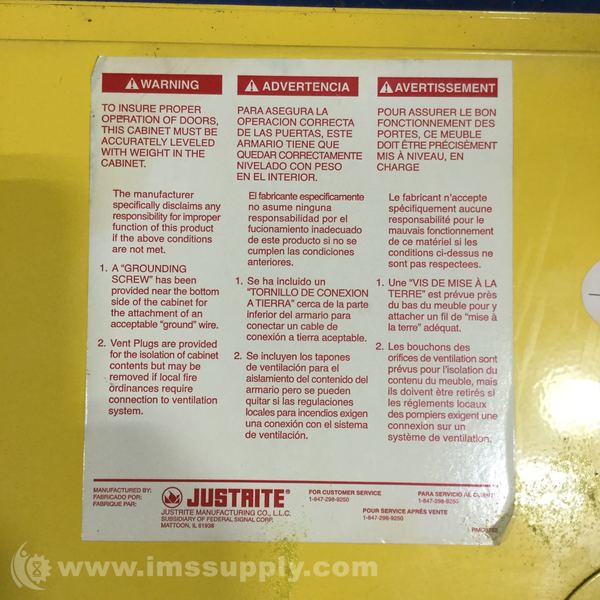 WARNING
TO INSURE PROPER
OPERATION OF DOORS,
THIS CABINET MUST BE
ACCURATELY LEVELED
WITH WEIGHT IN THE
CABINET.
The manufacturer
specifically disclaims any
responsibility for improper
function of this product
if the above conditions
are not met.
1. A "GROUNDING
SCREW" has been
provided near the bottom
side of the cabinet for
the attachment of an
acceptable "ground" wire.
2. Vent Plugs are provided
for the isolation of cabinet
contents but may be
removed if local fire
ordinances require
connection to ventilation
system.
ADVERTENCIA
PARA ASEGURA LA
OPERACION CORRECTA
DE LAS PUERTAS, ESTE
ARMARIO TIENE QUE
QUEDAR CORRECTAMENTE
NIVELADO CON PESO
EN EL INTERIOR.
El fabricante especificamente
no asume ninguna
responsabilidad por el
fucionamiento inadecuado
de este producto si no se
cumplen las condiciones
anteriores.
1. Se ha incluido un
"TORNILLO DE CONEXION
A TIERRA" cerca de la parte
inferior del armario para
conectar un cable de
conexión a tierra aceptable.
2. Se incluyen los tapones
de ventilación para el
aislamiento del contenido del
armario pero se pueden
quitar si las regulaciones
locales para incendios exigen
una conexión con el sistema
de ventilación.
AVERTISSEMENT
POUR ASSURER LE BON
FONCTIONNEMENT DES
PORTES, CE MEUBLE
DOIT ÊTRE PRÉCISÉMENT
MIS À NIVEAU, EN
CHARGE
Le fabricant n'accepte
spécifiquement aucune
responsabilité pour le
mauvais fonctionnement
de ce matériel si les
conditions ci-dessus ne
sont pas respectees.
1. Une "VIS DE MISE À LA
TERRE" est prévue près
du bas du meuble pour y
attacher un fil de "mise à
la terre" adéquat.
2. Les bouchons des
orifices de ventilation sont
prévus pour l'isolation du
contenu du meuble, mais
ils doivent être retirés si
les réglements locaux
des pompiers exigent une
connexion sur un
système de ventilation.
MANUFACTURED BY:
FABRICADO POR:
FABRIQUE PAR:
JUSTRITE®
JUSTRITE MANUFACTURING CO., L.L.C.
SUBSIDIARY OF FEDERAL SIGNAL CORP.
MATTOON, IL 61938
FOR CUSTOMER SERVICE
1-847-298-9250
PARA SERVICIO AL CLIENT
1-847-298-9250
POUR SERVICE APRÉS VENTE
1-847-298-9250
www.imssupply.com